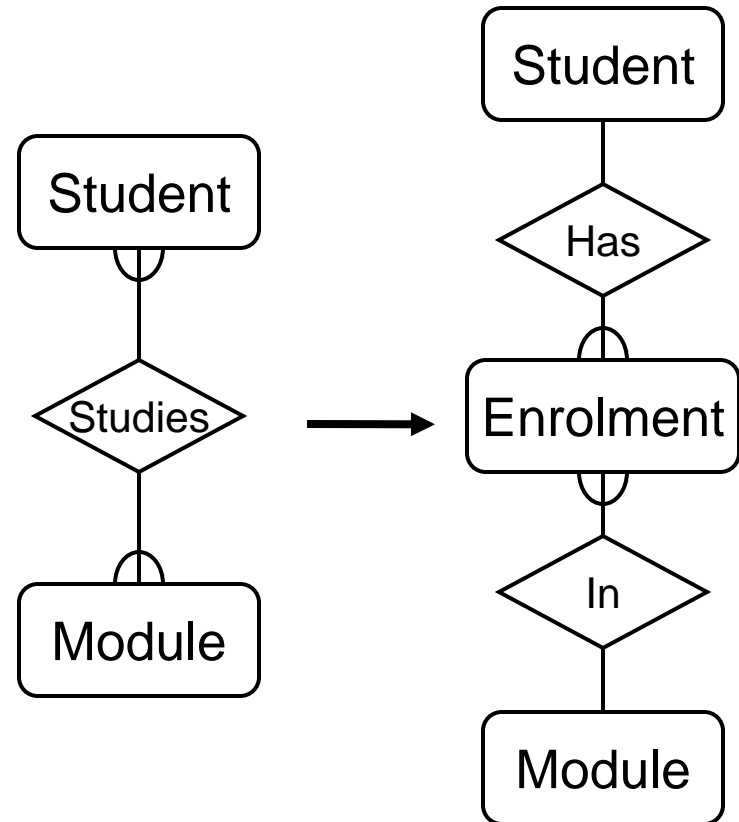 Student
Studies
Module
Student
Has
Enrolment
In
Module